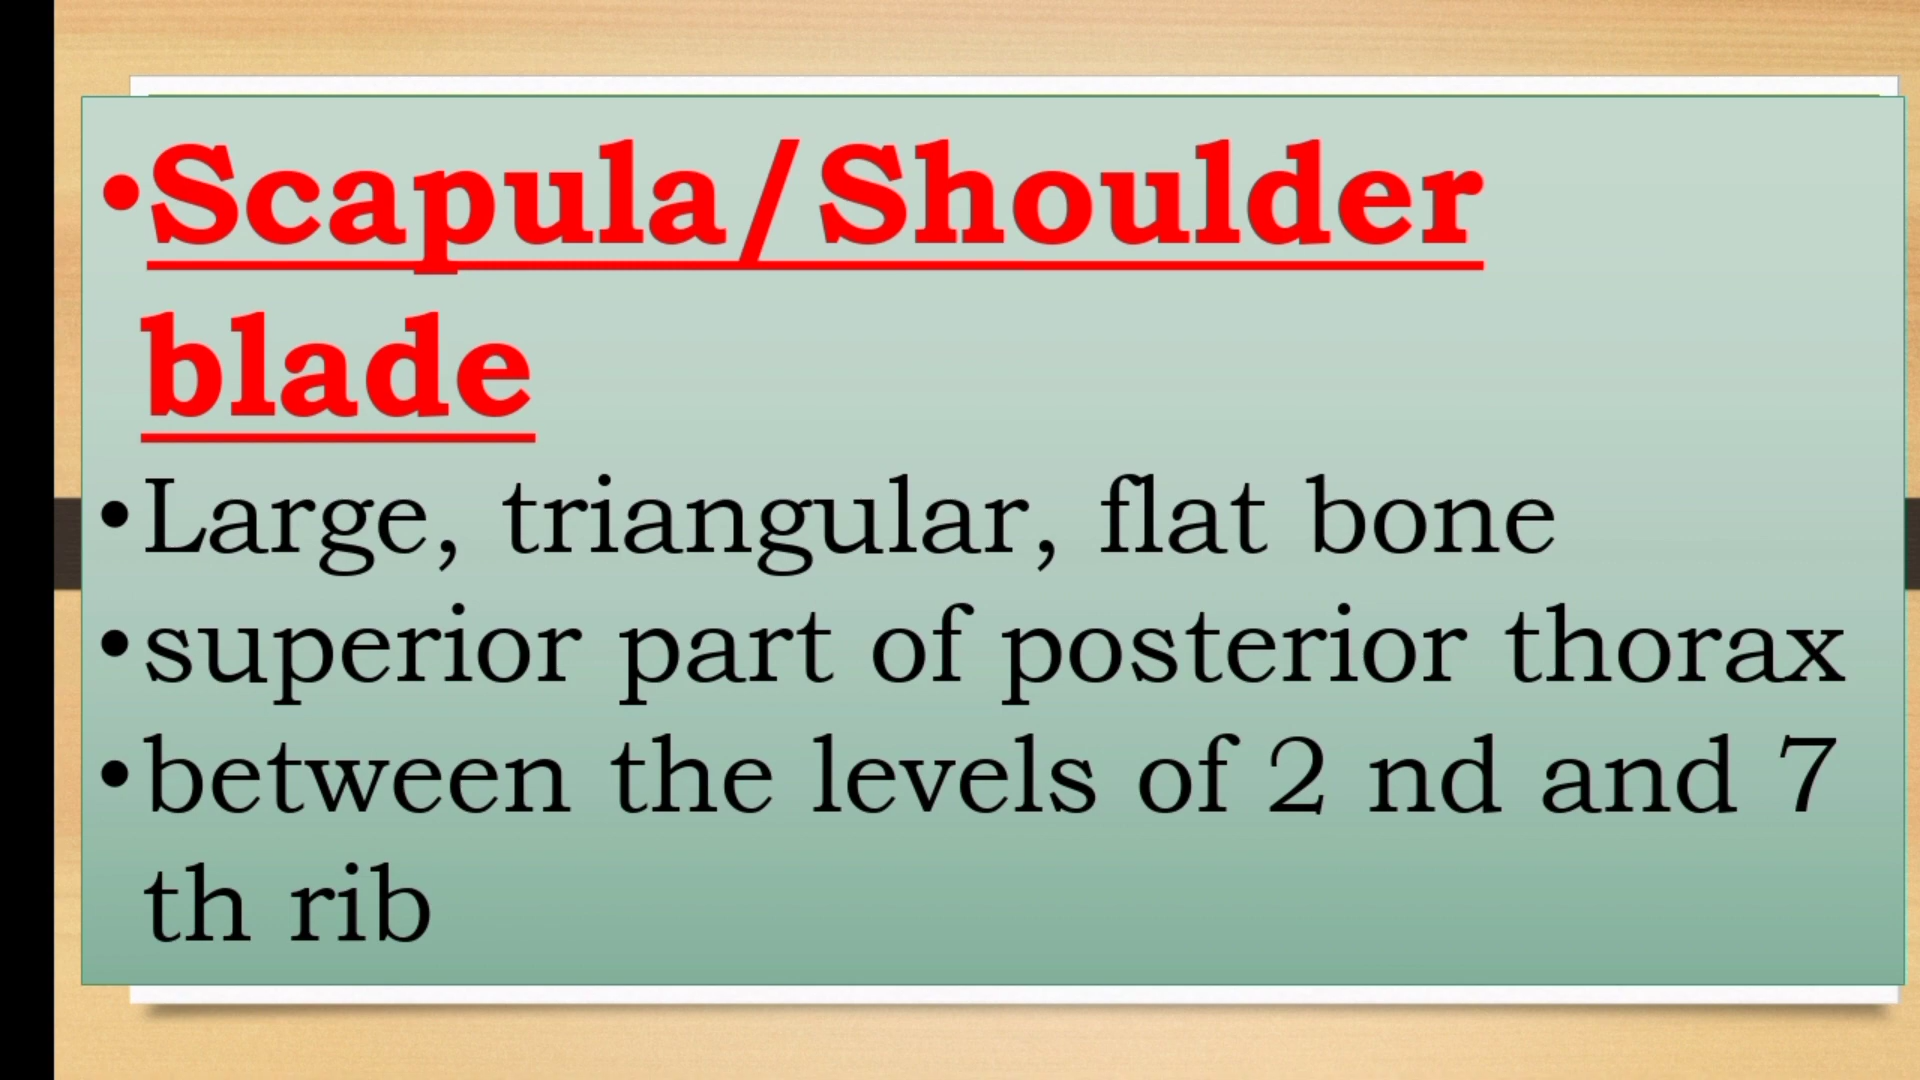 •Scapula/Shoulder
blade
•Large, triangular, flat bone
•superior part of posterior thorax
•between the levels of 2 nd and 7
th rib